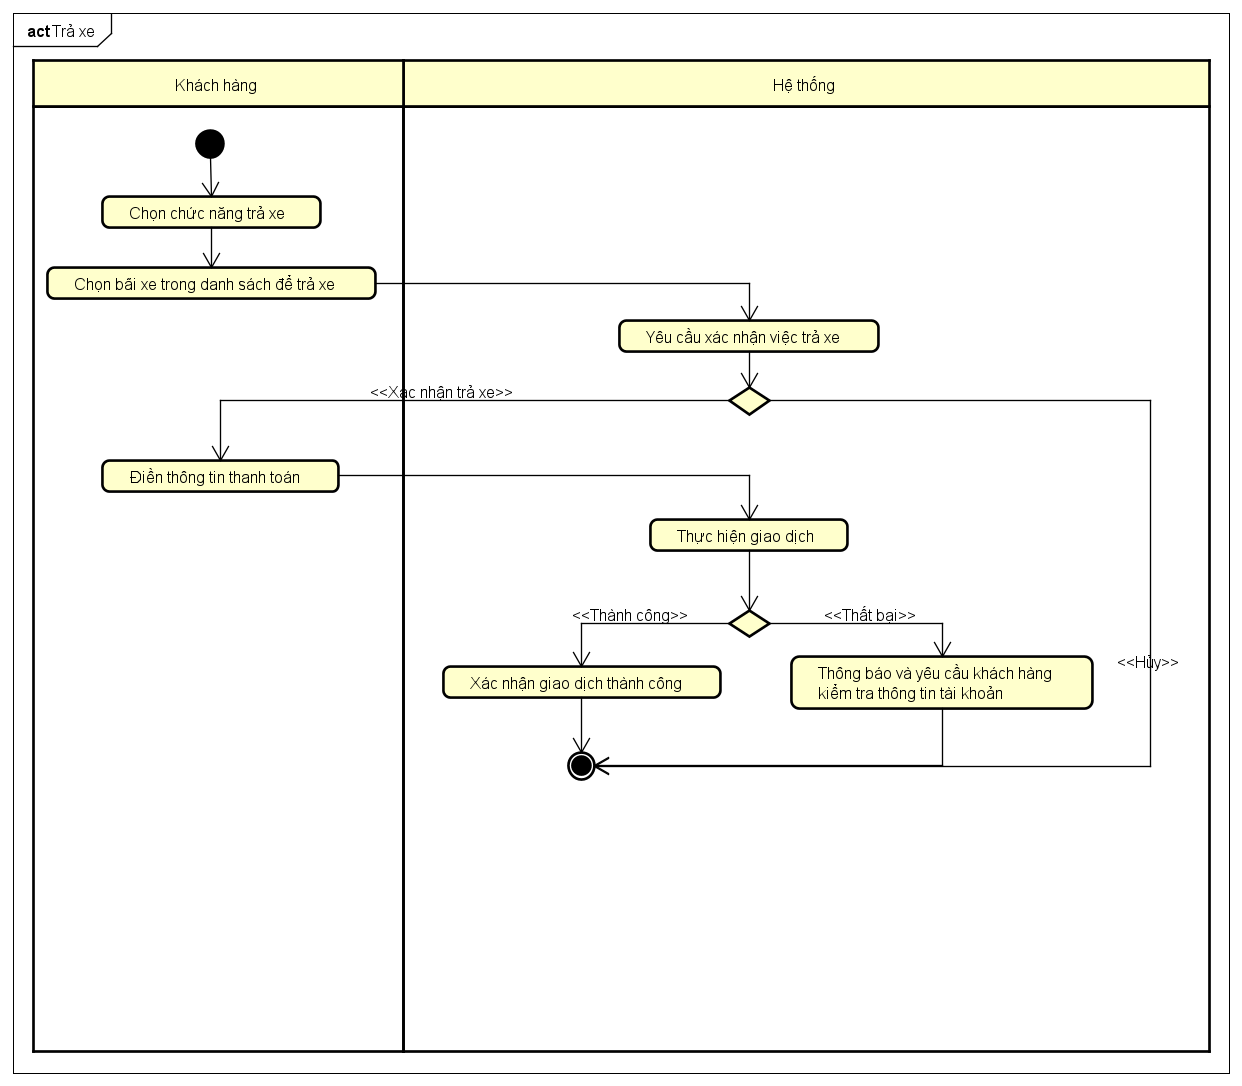 act Trả xe
Khách hàng
Hệ thống
Chọn chức năng trả xe
Chọn bãi xe trong danh sách để trả xe
Yêu cầu xác nhận việc trả xe
<<Xác nhận trả xe>>
Điền thông tin thanh toán
Thực hiện giao dịch
<<Thành công>>
<<Thất bại>>
<<Hủy>>
Xác nhận giao dịch thành công
Thông báo và yêu cầu khách hàng
kiểm tra thông tin tài khoản